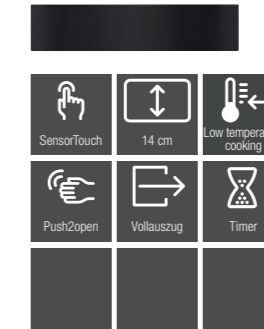 SensorTouch
14 cm
Low tempera
cooking
Push2open
Vollauszug
Timer